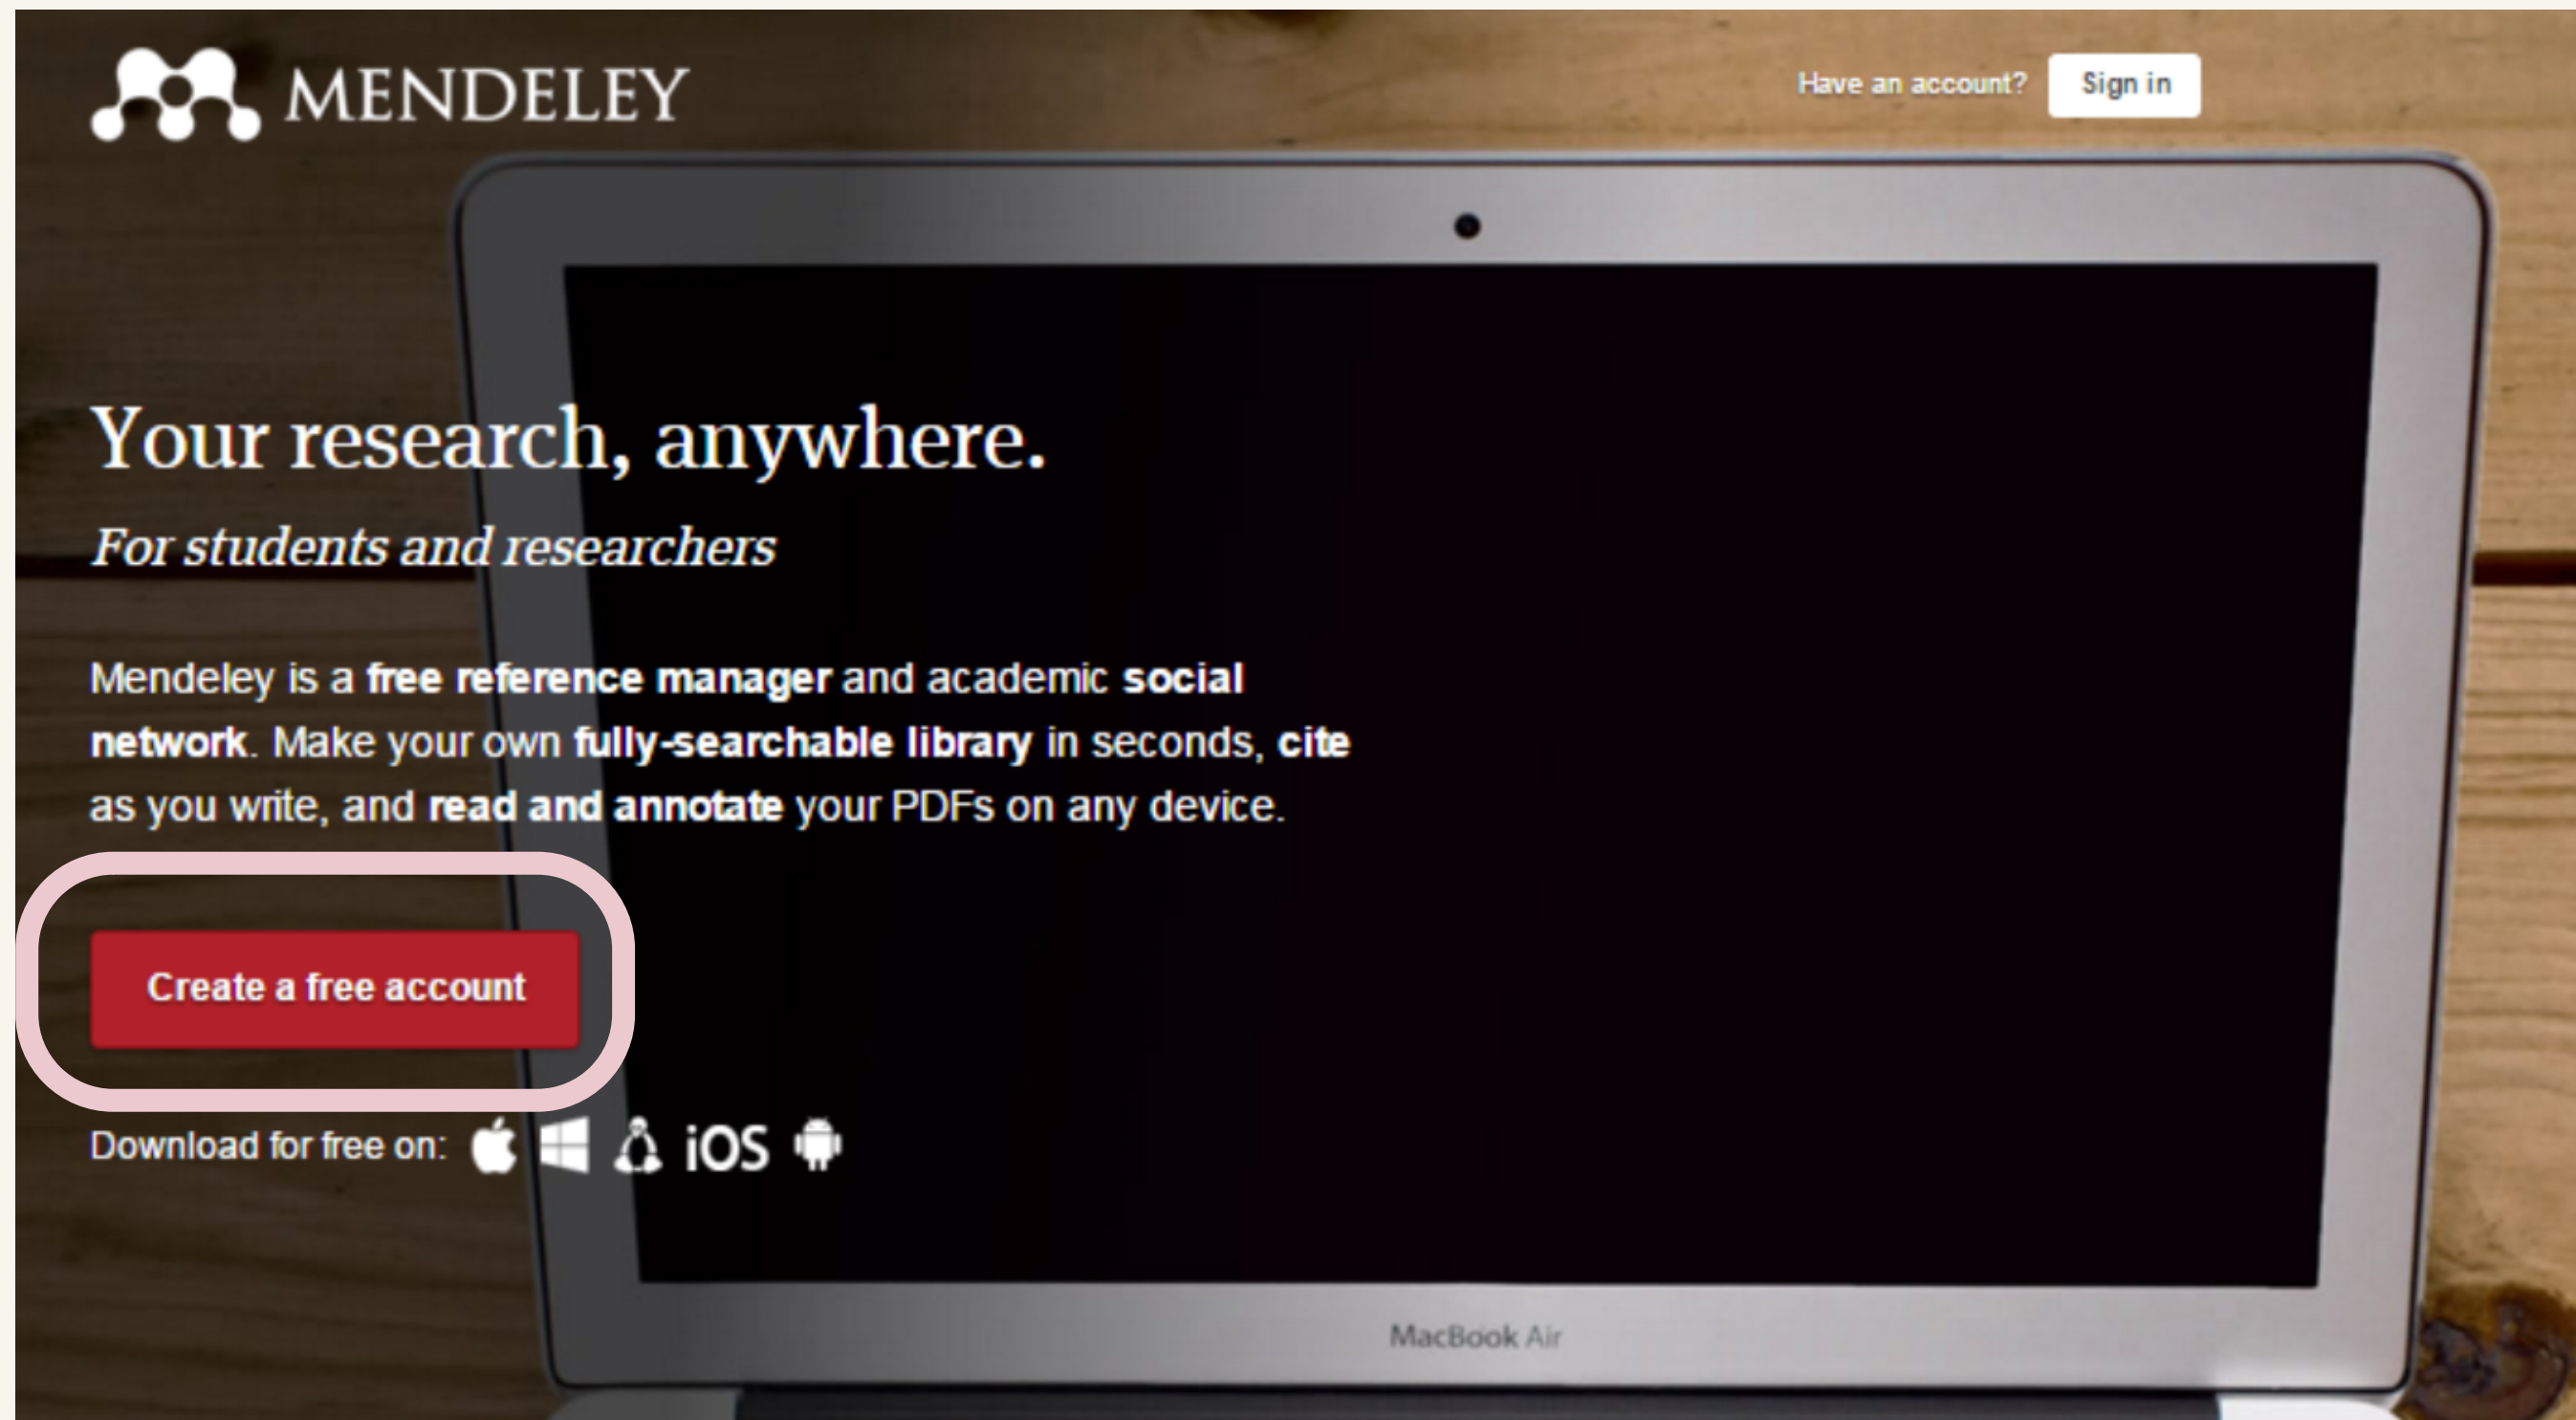 MENDELEY
Have an account? Sign in
Your research, anywhere.
For students and researchers
Mendeley is a free reference manager and academic social
network. Make your own fully-searchable library in seconds, cite
as you write, and read and annotate your PDFs on any device.
Create a free account
Download for free on: iOS
MacBook Air